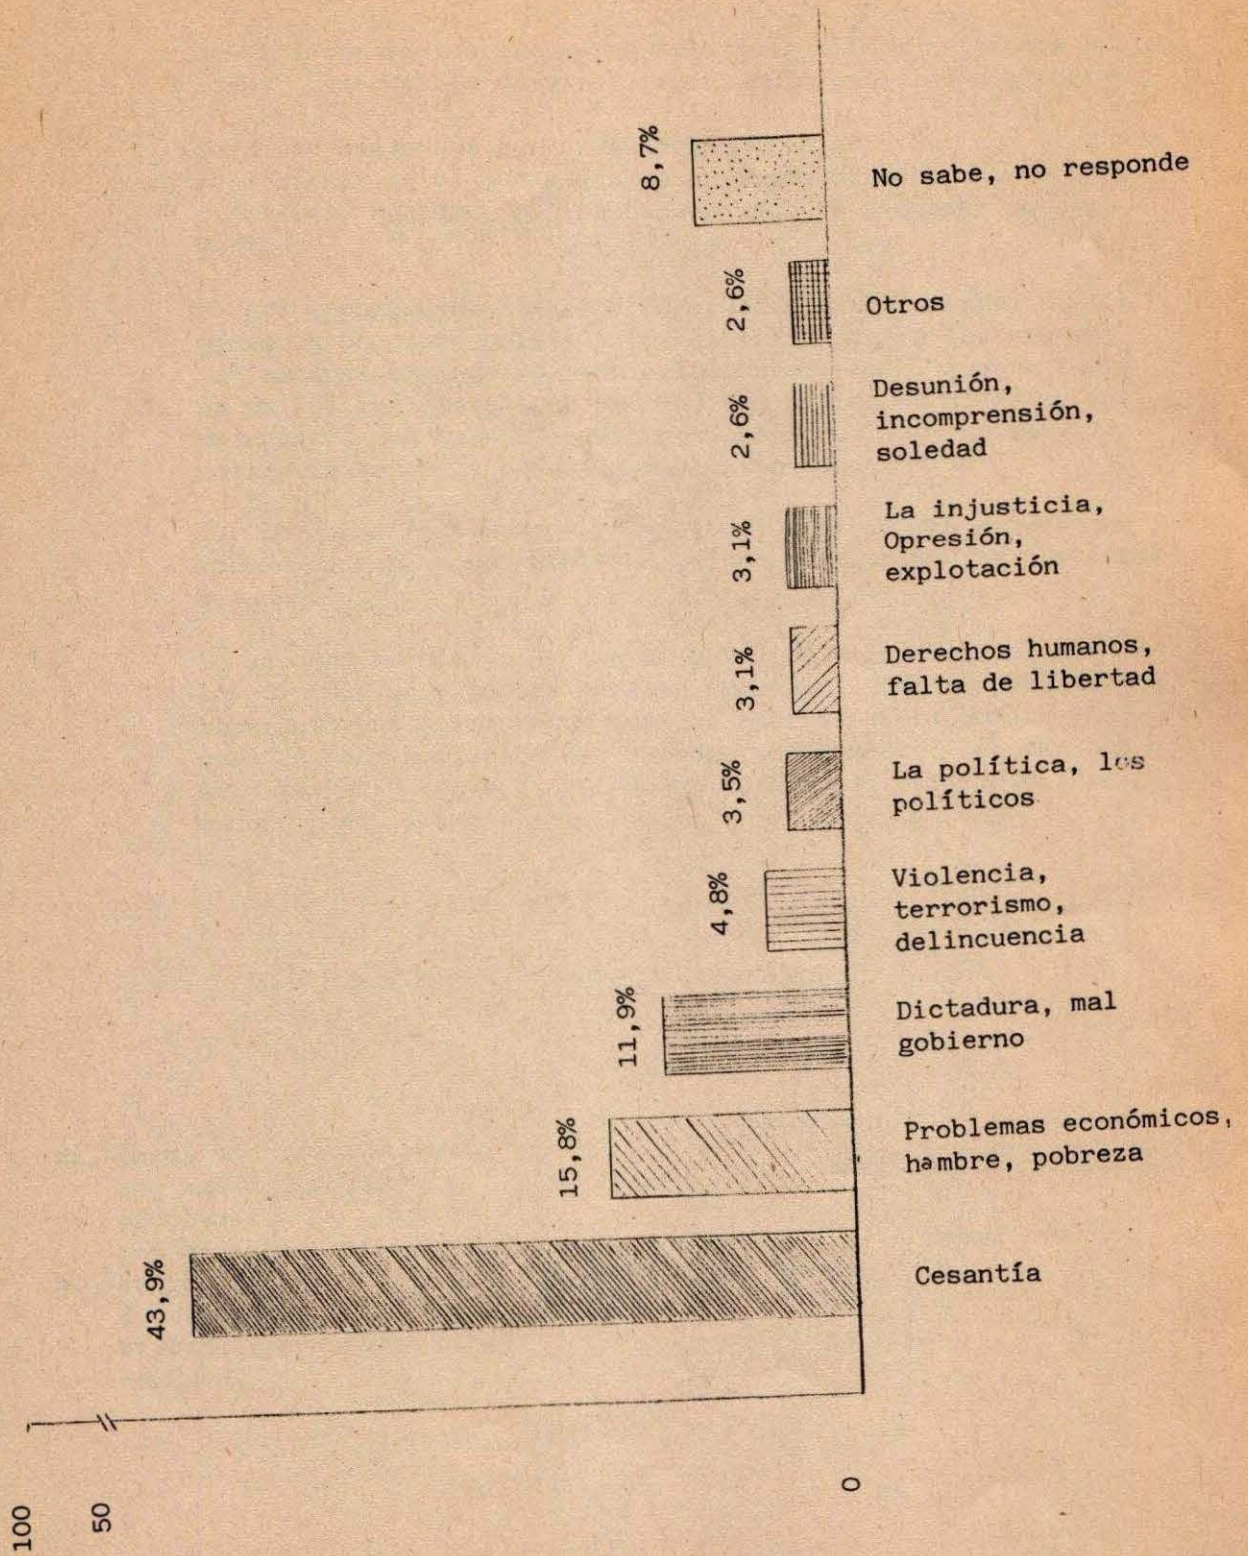 8,7%
No sabe, no responde
2,6%
Otros
2,6%
Desunión,
incomprensión,
soledad
3,1%
La injusticia,
Opresión,
explotación
3,1%
Derechos humanos,
falta de libertad
3,5%
La política, los
políticos
4,8%
Violencia,
terrorismo,
delincuencia
11,9%
Dictadura, mal
gobierno
15,8%
Problemas económicos,
hambre, pobreza
43,9%
Cesantía
100
50
0